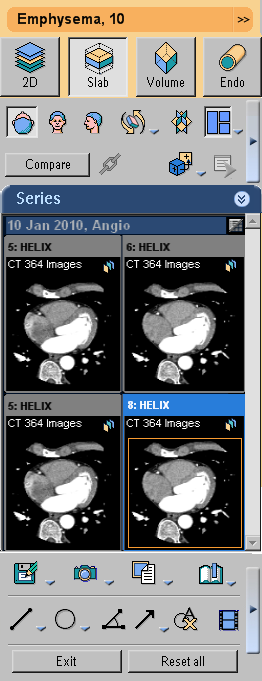 Emphysema, 10 >>
2D Slab Volume Endo
Compare
Series
10 Jan 2010, Angio
5: HELIX 6: HELIX
CT 364 Images CT 364 Images
5: HELIX 8: HELIX
CT 364 Images CT 364 Images
Exit Reset all